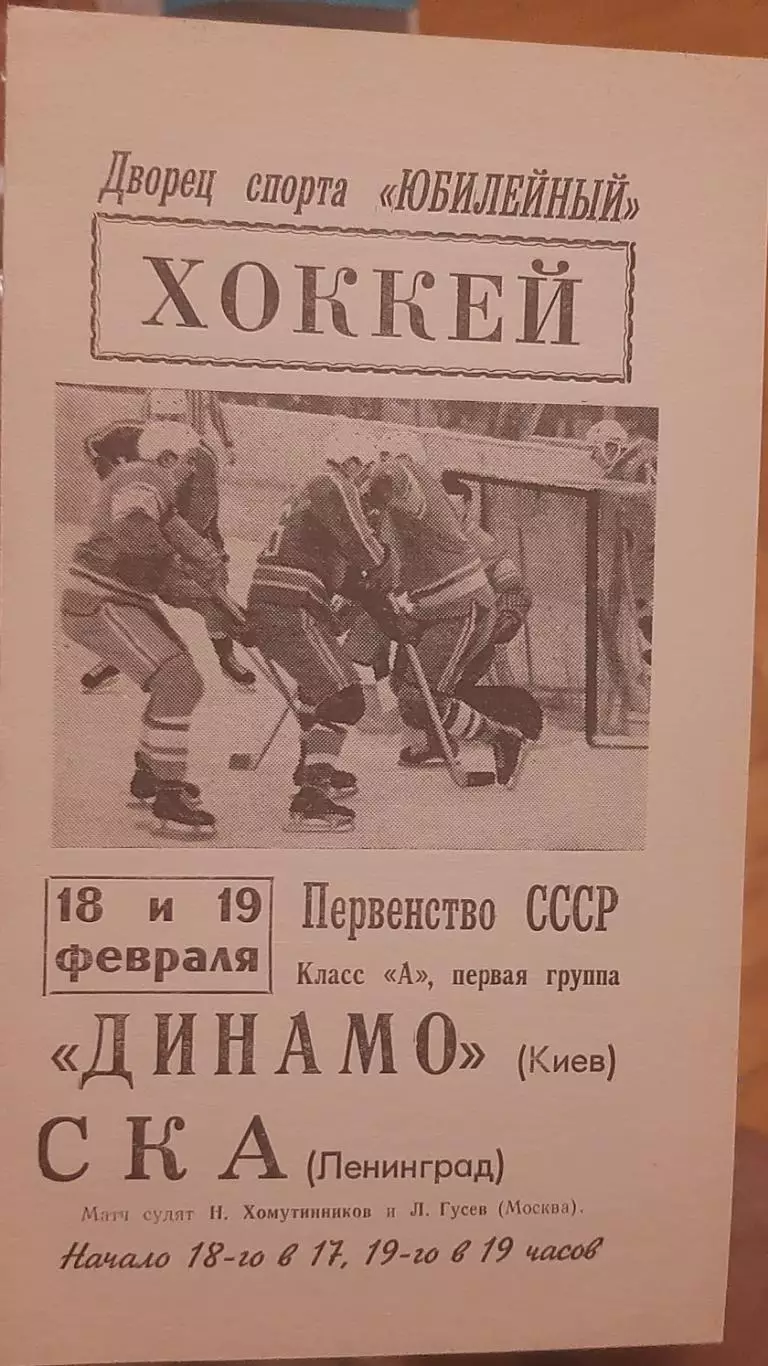 Дворец спорта «ЮБИЛЕЙНЫЙ»
ХОККЕЙ
18 и 19
февраля
Первенство СССР
Класс «А», первая группа
«ДИНАМО» (Киев)
СКА (Ленинград)
Матч судят Н. Хомутинников и Л. Гусев (Москва).
Начало 18-го в 17, 19-го в 19 часов